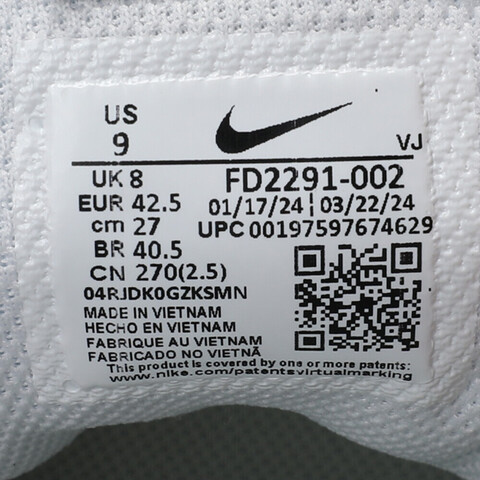 US
9
VJ
UK 8
FD2291-002
EUR 42.5
01/17/24 | 03/22/24
cm 27
UPC 00197597674629
BR 40.5
CN 270(2.5)
04RJDK0GZKSMN
MADE IN VIETNAM
HECHO EN VIETNAM
FABRIQUE AU VIETNAM
FABRICADO NO VIETNÃ
This product is covered by one or more patents:
www.nike.com/patentsvirtualmarking